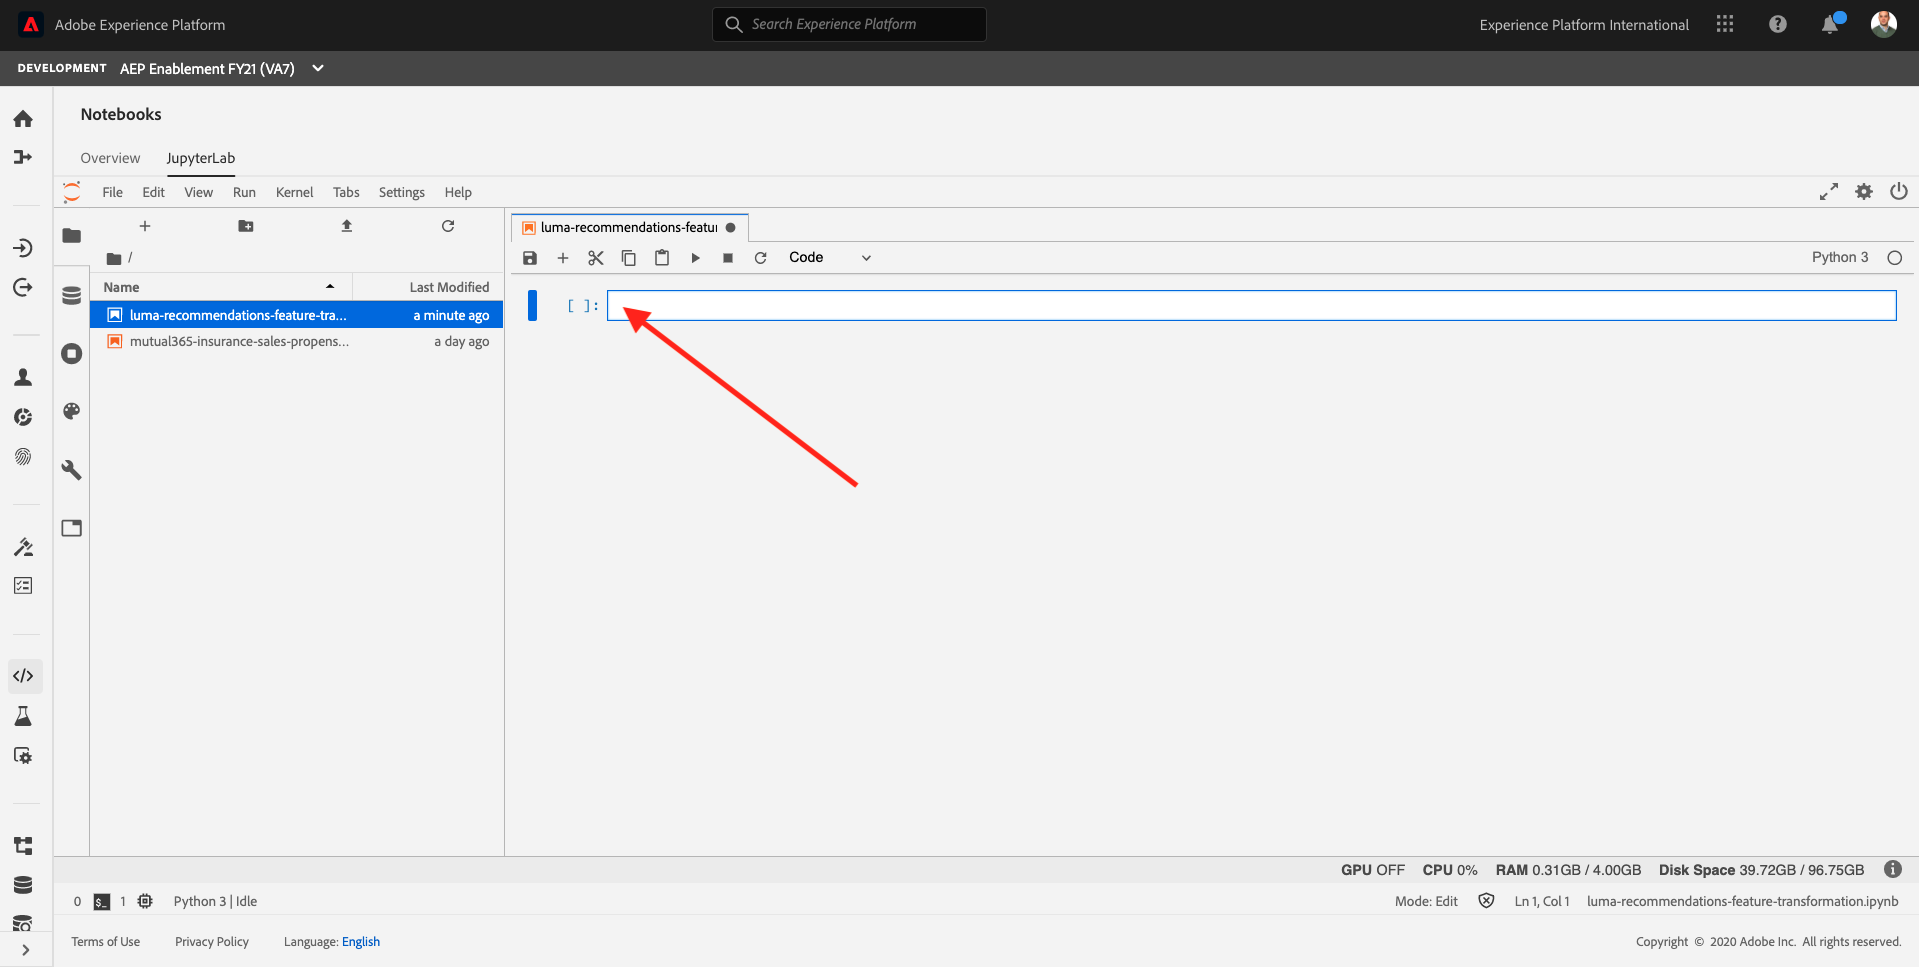 Adobe Experience Platform
Search Experience Platform
Experience Platform International
DEVELOPMENT AEP Enablement FY21 (VA7)
Notebooks
Overview JupyterLab
File Edit View Run Kernel Tabs Settings Help
luma-recommendations-featur
/
Code
Python 3
Name Last Modified
[ ]:
luma-recommendations-feature-tra... a minute ago
mutual365-insurance-sales-propens... a day ago
GPU OFF CPU 0% RAM 0.31GB / 4.00GB Disk Space 39.72GB / 96.75GB
0 $_ 1 Python 3 | Idle
Mode: Edit Ln 1, Col 1 luma-recommendations-feature-transformation.ipynb
Terms of Use Privacy Policy Language: English
Copyright © 2020 Adobe Inc. All rights reserved.